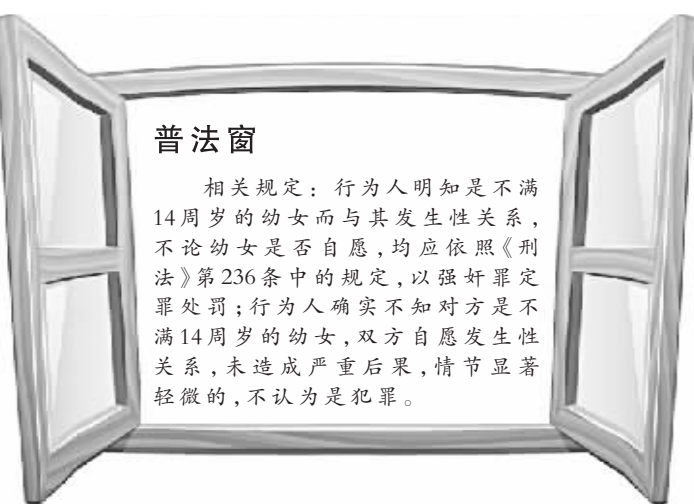 普法窗
相关规定：行为人明知是不满
14周岁的幼女而与其发生性关系，
不论幼女是否自愿，均应依照《刑
法》第236条中的规定，以强奸罪定
罪处罚；行为人确实不知对方是不
满14周岁的幼女，双方自愿发生性
关系，未造成严重后果，情节显著
轻微的，不认为是犯罪。